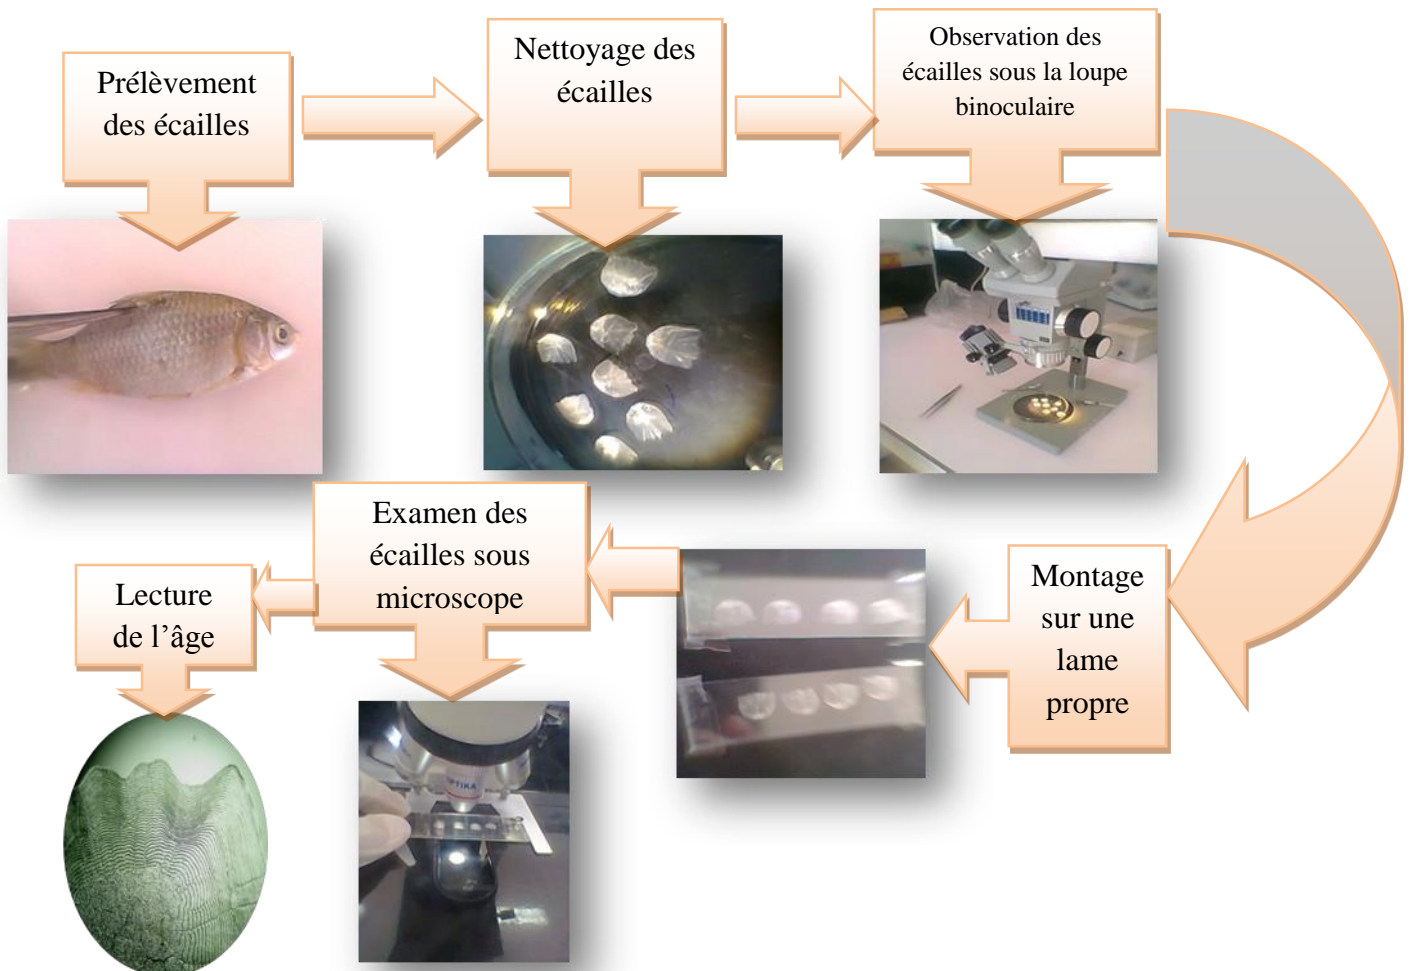 Prélèvement
des écailles
Nettoyage des
écailles
Observation des
écailles sous la loupe
binoculaire
Montage
sur une
lame
propre
Examen des
écailles sous
microscope
Lecture
de l’âge
OPTIKA